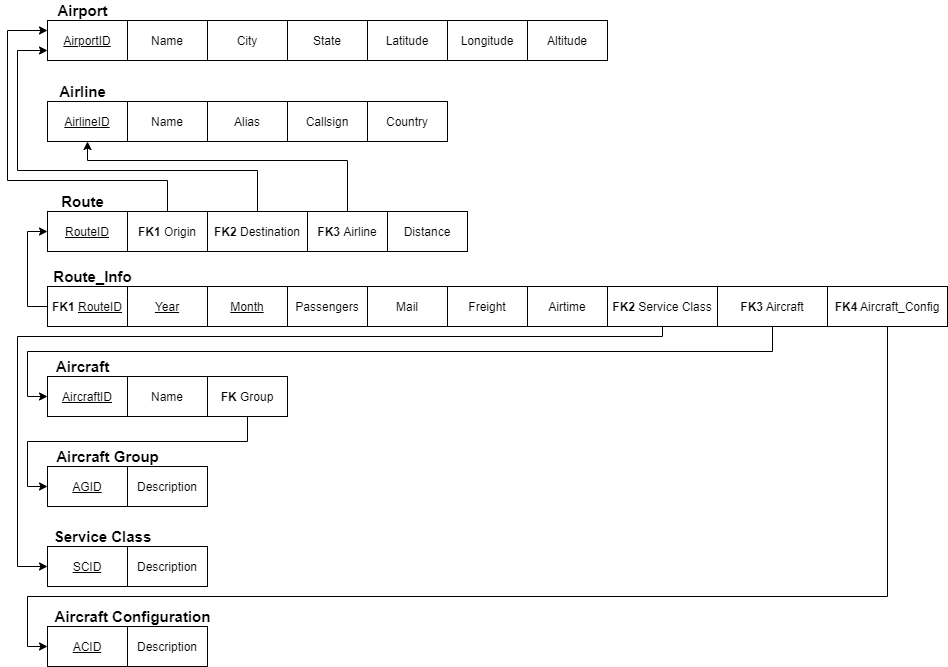 Airport
AirportID Name City State Latitude Longitude Altitude
Airline
AirlineID Name Alias Callsign Country
Route
RouteID FK1 Origin FK2 Destination FK3 Airline Distance
Route_Info
FK1 RouteID Year Month Passengers Mail Freight Airtime FK2 Service Class FK3 Aircraft FK4 Aircraft_Config
Aircraft
AircraftID Name FK Group
Aircraft Group
AGID Description
Service Class
SCID Description
Aircraft Configuration
ACID Description